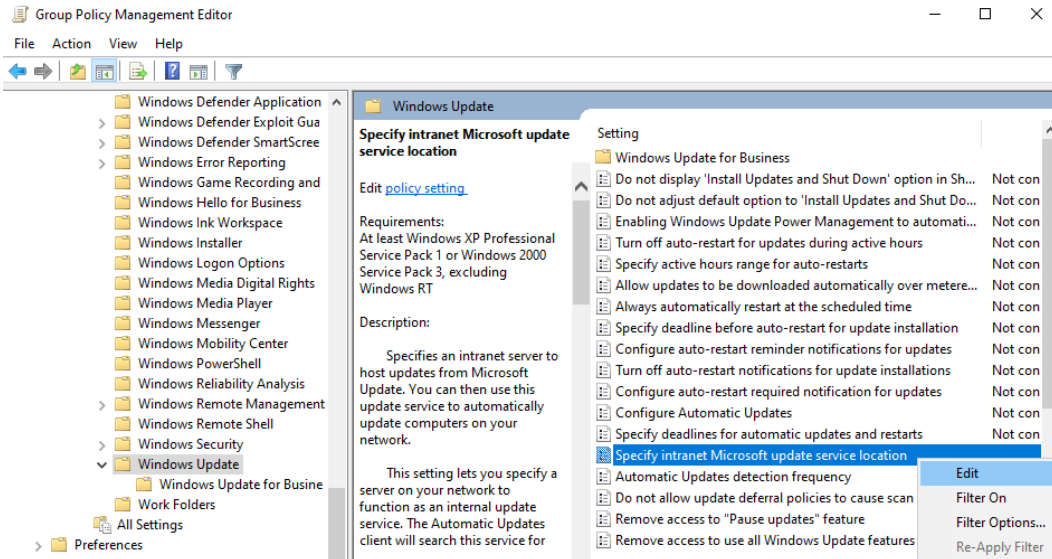 Group Policy Management Editor
File Action View Help
Windows Defender Application
Windows Defender Exploit Gua
Windows Defender SmartScree
Windows Error Reporting
Windows Game Recording and
Windows Hello for Business
Windows Ink Workspace
Windows Installer
Windows Logon Options
Windows Media Digital Rights
Windows Media Player
Windows Messenger
Windows Mobility Center
Windows PowerShell
Windows Reliability Analysis
Windows Remote Management
Windows Remote Shell
Windows Security
Windows Update
Windows Update for Busine
Work Folders
All Settings
Preferences
Windows Update
Specify intranet Microsoft update
service location
Edit policy setting
Requirements:
At least Windows XP Professional
Service Pack 1 or Windows 2000
Service Pack 3, excluding
Windows RT
Description:
Specifies an intranet server to
host updates from Microsoft
Update. You can then use this
update service to automatically
update computers on your
network.
This setting lets you specify a
server on your network to
function as an internal update
service. The Automatic Updates
client will search this service for
Setting
Windows Update for Business
Do not display 'Install Updates and Shut Down' option in Sh... Not con
Do not adjust default option to 'Install Updates and Shut Do... Not con
Enabling Windows Update Power Management to automati... Not con
Turn off auto-restart for updates during active hours Not con
Specify active hours range for auto-restarts Not con
Allow updates to be downloaded automatically over metere... Not con
Always automatically restart at the scheduled time Not con
Specify deadline before auto-restart for update installation Not con
Configure auto-restart reminder notifications for updates Not con
Turn off auto-restart notifications for update installations Not con
Configure auto-restart required notification for updates Not con
Configure Automatic Updates Not con
Specify deadlines for automatic updates and restarts Not con
Specify intranet Microsoft update service location
Automatic Updates detection frequency
Do not allow update deferral policies to cause scan
Remove access to "Pause updates" feature
Remove access to use all Windows Update features
Edit
Filter On
Filter Options...
Re-Apply Filter